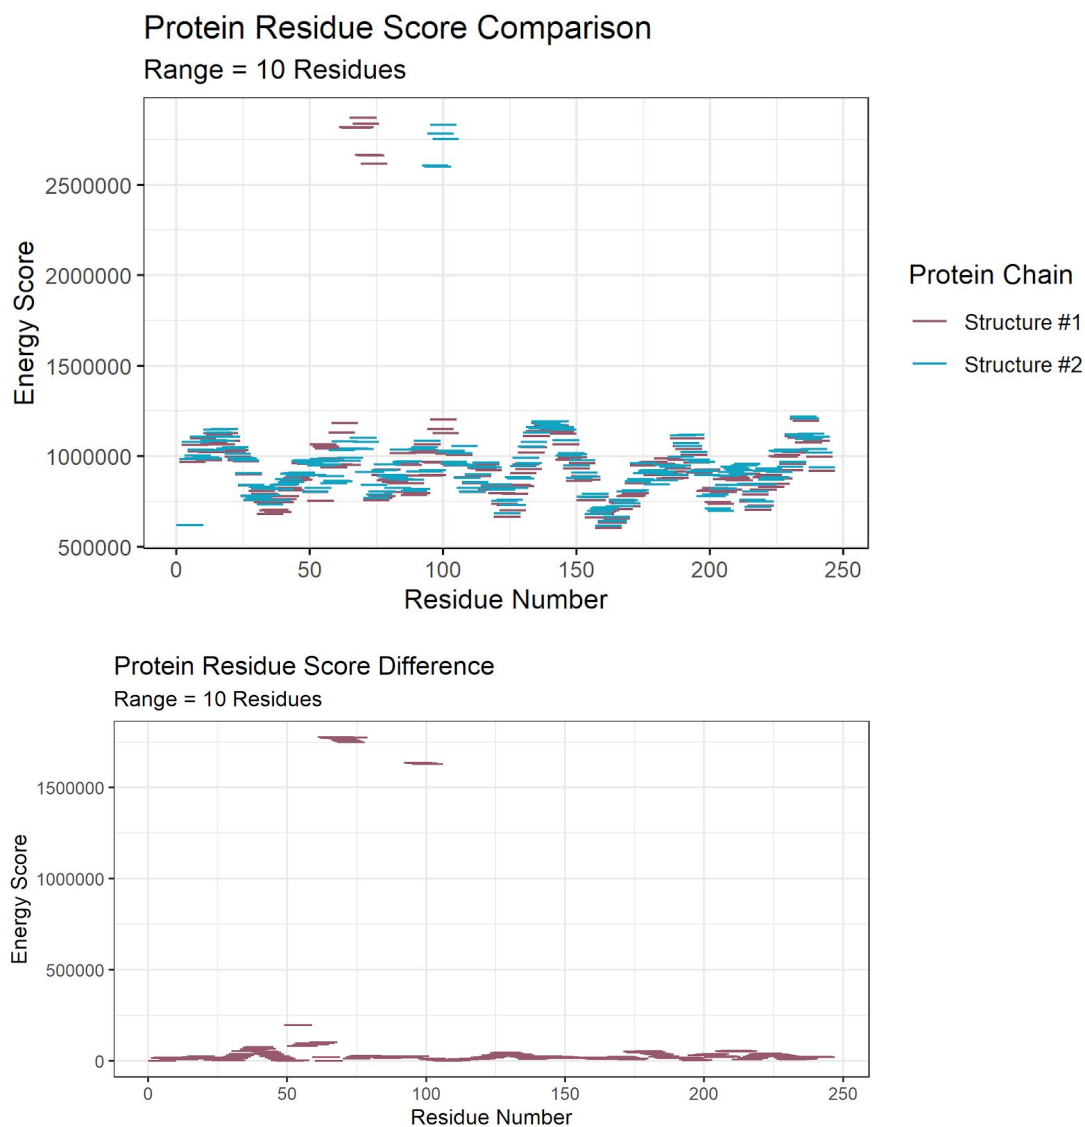 Protein Residue Score Comparison
Range = 10 Residues
2500000
2000000
1500000
1000000
500000
Energy Score
0 50 100 150 200 250
Residue Number
Protein Chain
Structure #1
Structure #2
Protein Residue Score Difference
Range = 10 Residues
1500000
1000000
500000
0
Energy Score
0 50 100 150 200 250
Residue Number